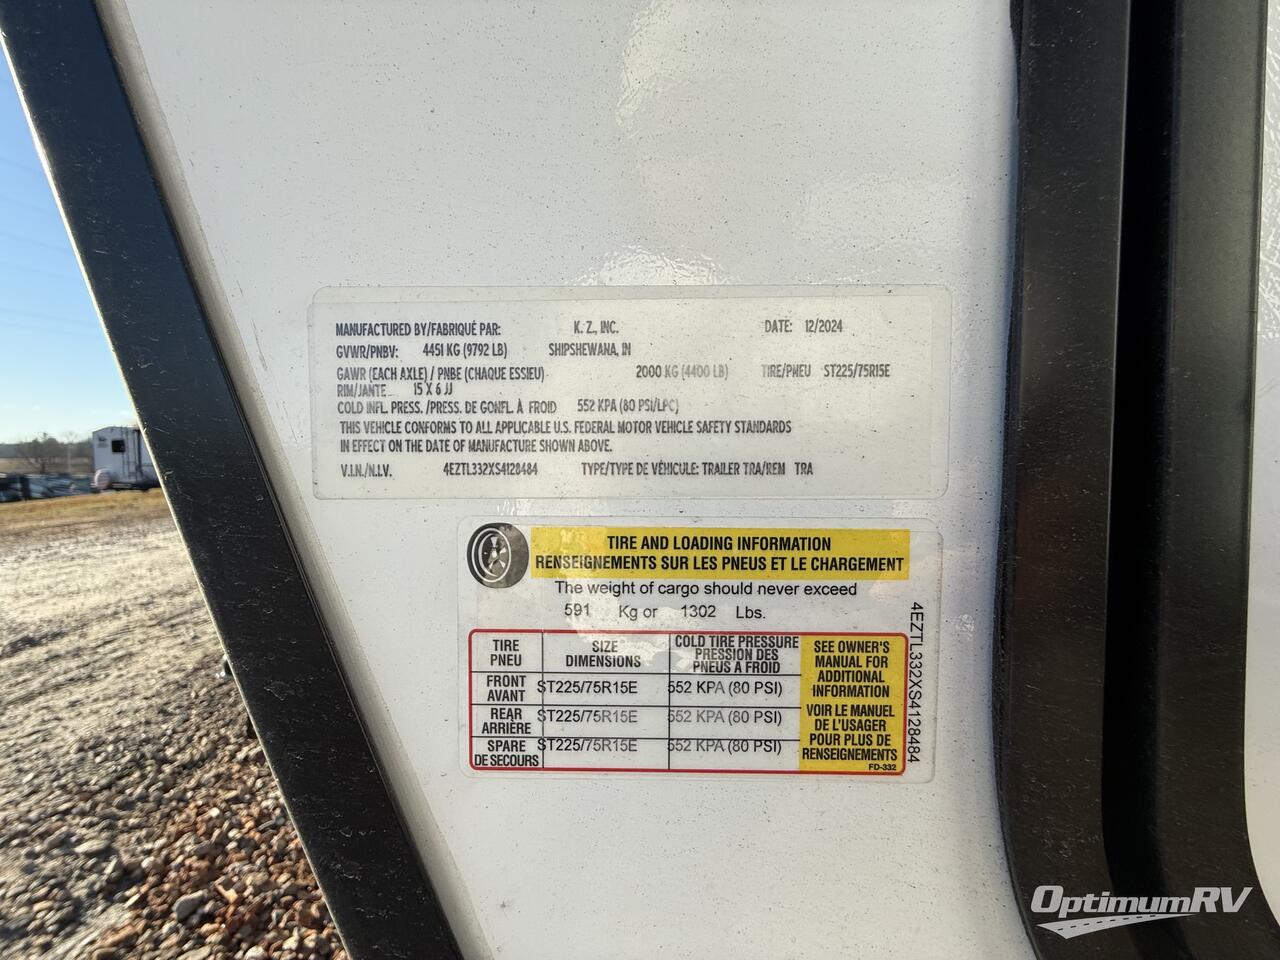 MANUFACTURED BY/FABRIQUÉ PAR: K. Z., INC. DATE: 12/2024
GVWR/PNBV: 4451 KG (9792 LB) SHIPSHEWANA, IN
GAWR (EACH AXLE) / PNBE (CHAQUE ESSIEU) 2000 KG (4400 LB) TIRE/PNEU ST225/75R15E
RIM/JANTE 15 X 6 JJ
COLD INFL. PRESS. /PRESS. DE GONFL. À FROID 552 KPA (80 PSI/LPC)
THIS VEHICLE CONFORMS TO ALL APPLICABLE U.S. FEDERAL MOTOR VEHICLE SAFETY STANDARDS
IN EFFECT ON THE DATE OF MANUFACTURE SHOWN ABOVE.
V.I.N./N.I.V. 4EZTL332XS4128484 TYPE/TYPE DE VÉHICULE: TRAILER TRA/REM TRA
TIRE AND LOADING INFORMATION
RENSEIGNEMENTS SUR LES PNEUS ET LE CHARGEMENT
The weight of cargo should never exceed
591 Kg or 1302 Lbs.
TIRE
PNEU
SIZE
DIMENSIONS
COLD TIRE PRESSURE
PRESSION DES
PNEUS A FROID
FRONT
AVANT
ST225/75R15E
552 KPA (80 PSI)
REAR
ARRIÈRE
ST225/75R15E
552 KPA (80 PSI)
SPARE
DE SECOURS
ST225/75R15E
552 KPA (80 PSI)
SEE OWNER'S
MANUAL FOR
ADDITIONAL
INFORMATION
VOIR LE MANUEL
DE L'USAGER
POUR PLUS DE
RENSEIGNEMENTS
FD-332
4EZTL332XS4128484
OptimumRV